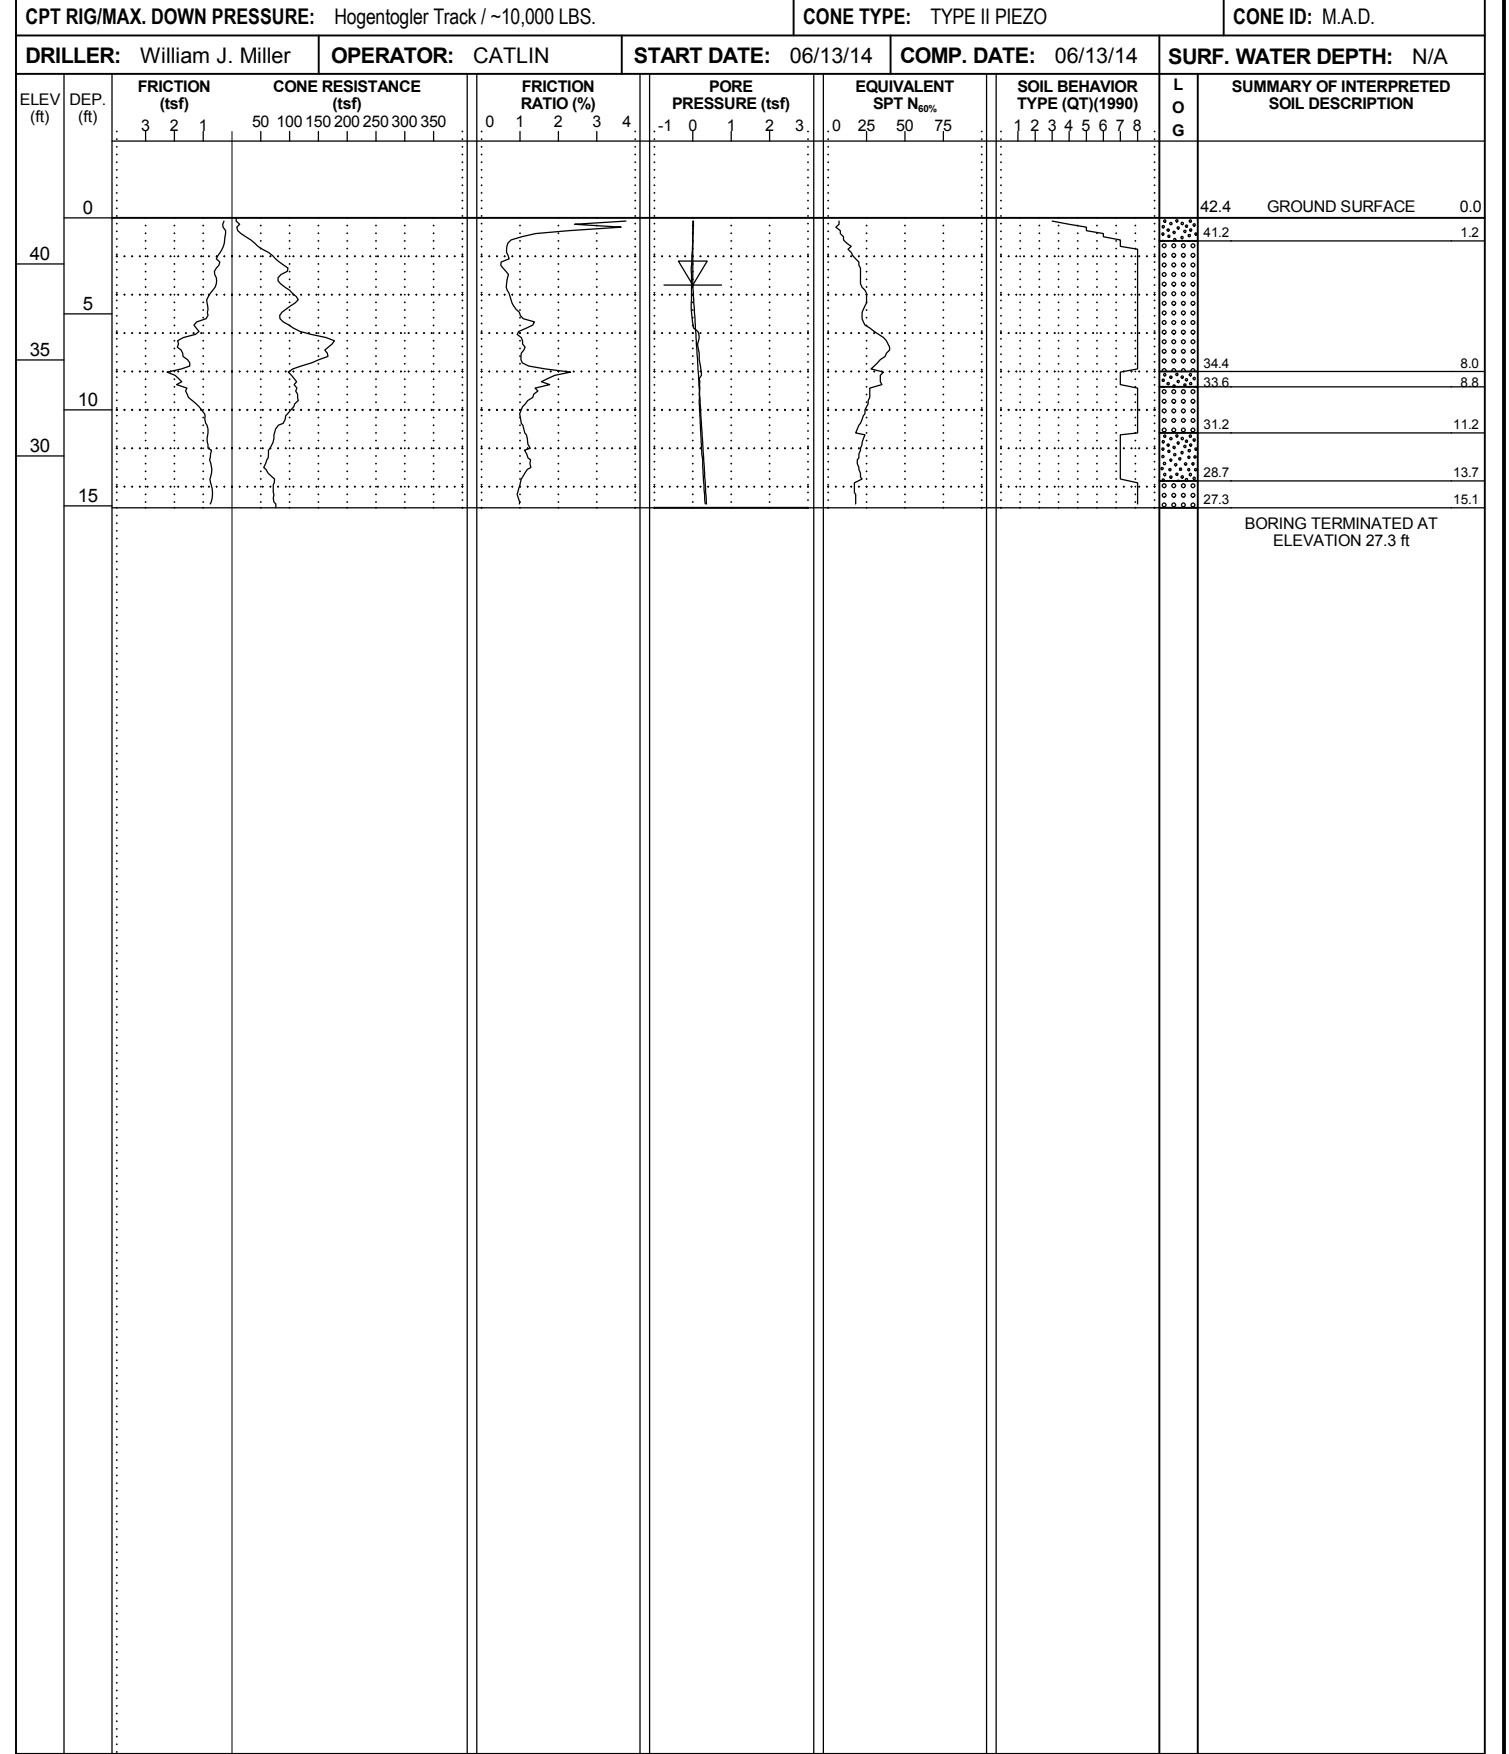 CPT RIG/MAX. DOWN PRESSURE: Hogentogler Track / ~10,000 LBS. CONE TYPE: TYPE II PIEZO CONE ID: M.A.D.
DRILLER: William J. Miller OPERATOR: CATLIN START DATE: 06/13/14 COMP. DATE: 06/13/14 SURF. WATER DEPTH: N/A
ELEV (ft)
DEP. (ft)
FRICTION (tsf)
3 2 1
CONE RESISTANCE (tsf)
50 100 150 200 250 300 350
FRICTION RATIO (%)
0 1 2 3 4
PORE PRESSURE (tsf)
-1 0 1 2 3
EQUIVALENT SPT N60%
0 25 50 75
SOIL BEHAVIOR TYPE (QT)(1990)
1 2 3 4 5 6 7 8
L
O
G
SUMMARY OF INTERPRETED SOIL DESCRIPTION
0
42.4 GROUND SURFACE 0.0
41.2 1.2
40
5
35
34.4 8.0
33.6 8.8
10
31.2 11.2
30
28.7 13.7
15
27.3 15.1
BORING TERMINATED AT
ELEVATION 27.3 ft